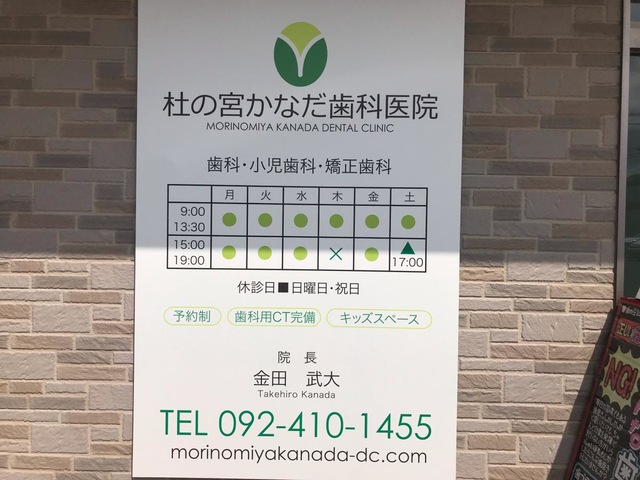 杜の宮かなだ歯科医院
MORINOMIYA KANADA DENTAL CLINIC
歯科・小児歯科・矯正歯科
月 火 水 木 金 土
9:00 ● ● ● ● ● ●
13:30
15:00 ● ● ● × ● ▲
19:00 17:00
休診日■日曜日・祝日
予約制 歯科用CT完備 キッズスペース
院 長
金田 武大
Takehiro Kanada
TEL 092-410-1455
morinomiyakanada-dc.com
NG!